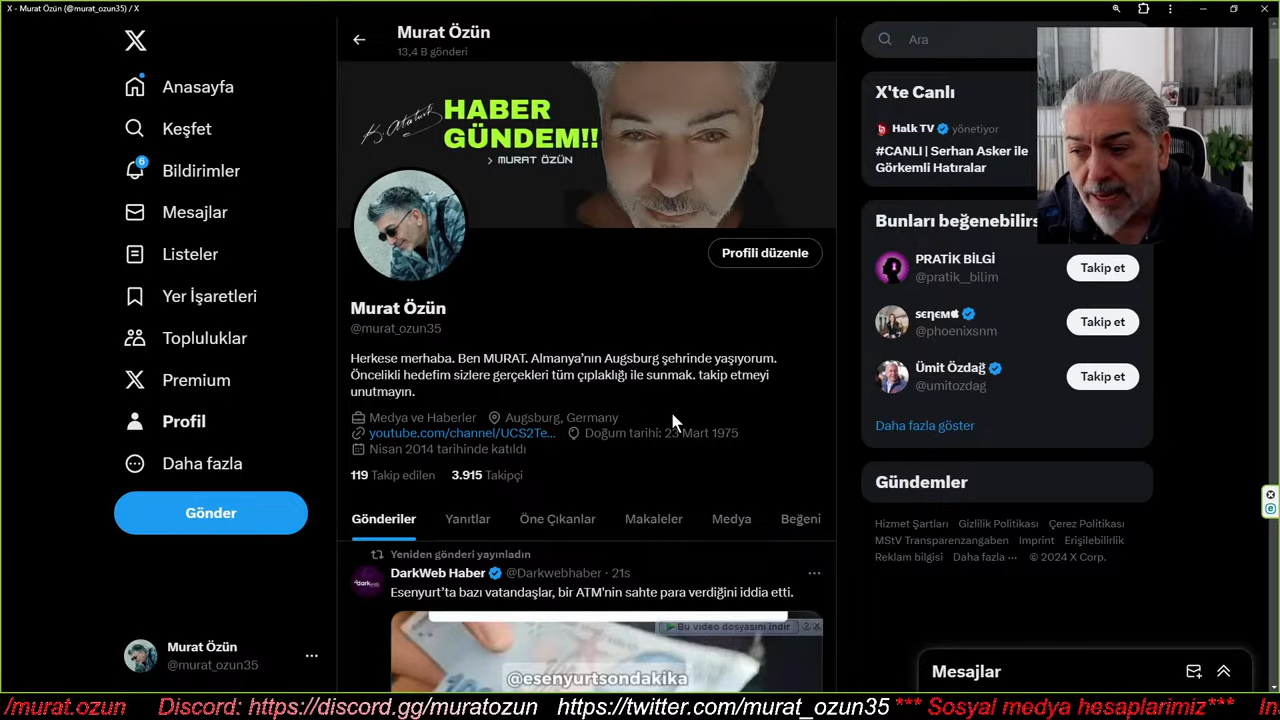 X - Murat Özün (@murat_ozun35) / X
Anasayfa
Keşfet
6
Bildirimler
Mesajlar
Listeler
Yer İşaretleri
Topluluklar
Premium
Profil
Daha fazla
Gönder
Murat Özün
@murat_ozun35
Murat Özün
13,4 B gönderi
K. Atatürk
HABER
GÜNDEM!!
> MURAT ÖZÜN
Profili düzenle
Murat Özün
@murat_ozun35
Herkese merhaba. Ben MURAT. Almanya’nın Augsburg şehrinde yaşıyorum.
Öncelikli hedefim sizlere gerçekleri tüm çıplaklığı ile sunmak. takip etmeyi
unutmayın.
Medya ve Haberler Augsburg, Germany
youtube.com/channel/UCS2Te... Doğum tarihi: 23 Mart 1975
Nisan 2014 tarihinde katıldı
119 Takip edilen 3.915 Takipçi
Gönderiler Yanıtlar Öne Çıkanlar Makaleler Medya Beğeni
Yeniden gönderi yayınladın
DarkWeb Haber @Darkwebhaber · 21s
Esenyurt’ta bazı vatandaşlar, bir ATM'nin sahte para verdiğini iddia etti.
Bu video dosyasını indir
@esenyurtsondakika
Ara
X'te Canlı
Halk TV yönetiyor
#CANLI | Serhan Asker ile
Görkemli Hatıralar
Bunları beğenebilirs
PRATİK BİLGİ
@pratik__bilim
Takip et
sєηєм
@phoenixsnm
Takip et
Ümit Özdağ
@umitozdag
Takip et
Daha fazla göster
Gündemler
Hizmet Şartları Gizlilik Politikası Çerez Politikası
MStV Transparenzangaben Imprint Erişilebilirlik
Reklam bilgisi Daha fazla ··· © 2024 X Corp.
Mesajlar
/murat.ozun Discord: https://discord.gg/muratozun https://twitter.com/murat_ozun35 *** Sosyal medya hesaplarimiz*** In